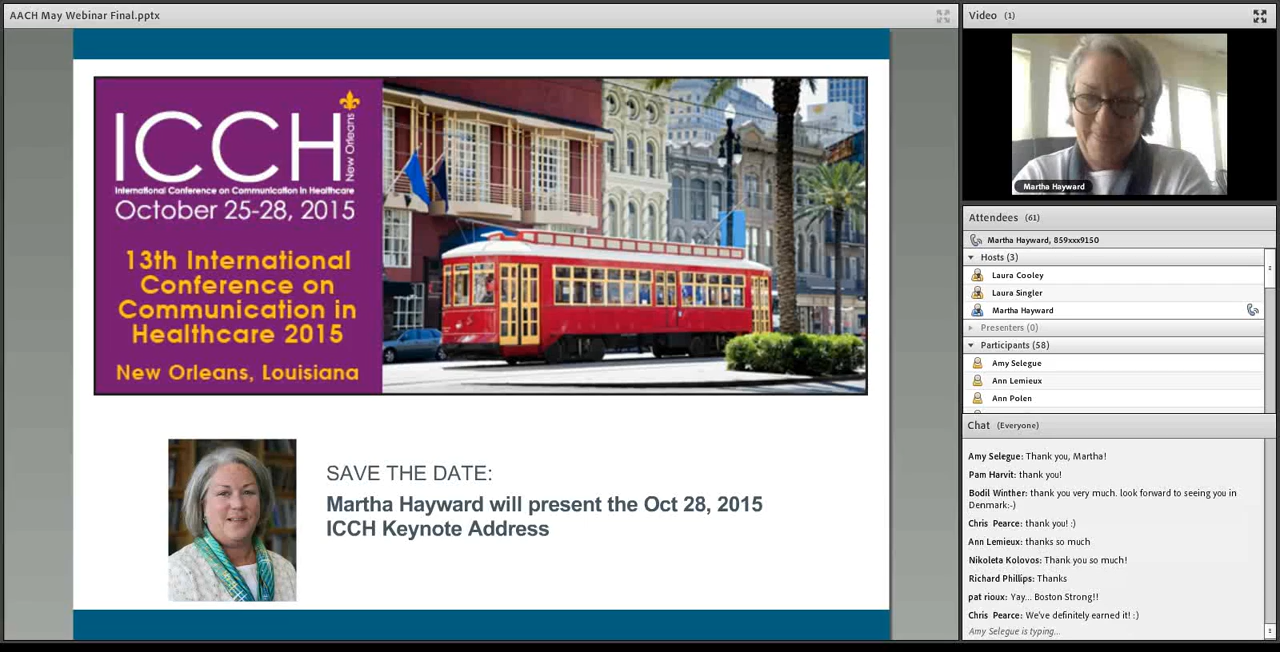 AACH May Webinar Final.pptx
ICCH
New Orleans
International Conference on Communication in Healthcare
October 25-28, 2015
13th International
Conference on
Communication in
Healthcare 2015
New Orleans, Louisiana
SAVE THE DATE:
Martha Hayward will present the Oct 28, 2015
ICCH Keynote Address
Video (1)
Martha Hayward
Attendees (61)
Martha Hayward, 859xxx9150
Hosts (3)
Laura Cooley
Laura Singler
Martha Hayward
Presenters (0)
Participants (58)
Amy Selegue
Ann Lemieux
Ann Polen
Chat (Everyone)
Amy Selegue: Thank you, Martha!
Pam Harvit: thank you!
Bodil Winther: thank you very much. look forward to seeing you in
Denmark:-)
Chris Pearce: thank you! :)
Ann Lemieux: thanks so much
Nikoleta Kolovos: Thank you so much!
Richard Phillips: Thanks
pat rioux: Yay... Boston Strong!!
Chris Pearce: We've definitely earned it! :)
Amy Selegue is typing...